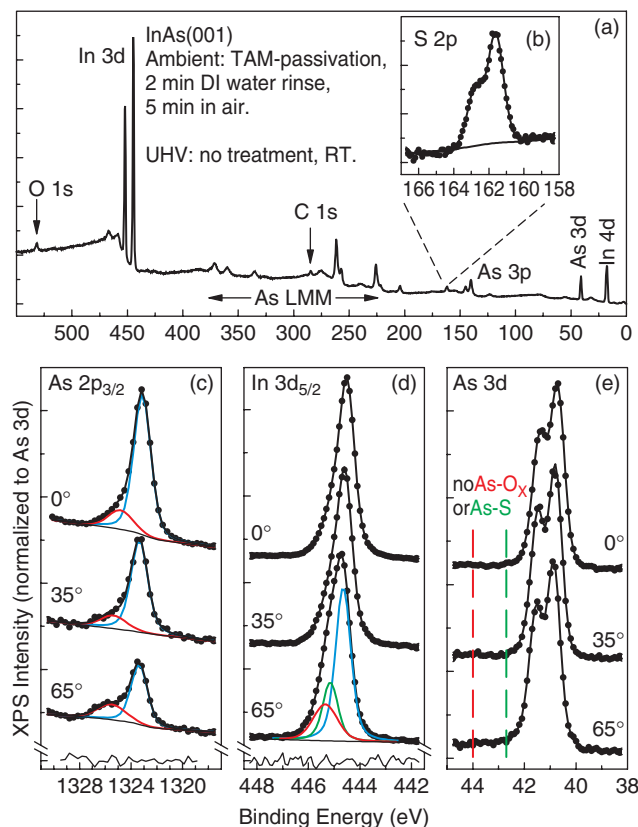 (a)
InAs(001)
Ambient: TAM-passivation,
2 min DI water rinse,
5 min in air.
UHV: no treatment, RT.
In 3d
O 1s
C 1s
As LMM
As 3p
As 3d
In 4d
S 2p
(b)
166 164 162 160 158
500 450 400 350 300 250 200 150 100 50 0
XPS Intensity (normalized to As 3d)
As 2p3/2 (c)
0°
35°
65°
1328 1324 1320
In 3d5/2 (d)
0°
35°
65°
448 446 444 442
As 3d (e)
noAs-OX
orAs-S
0°
35°
65°
44 42 40 38
Binding Energy (eV)